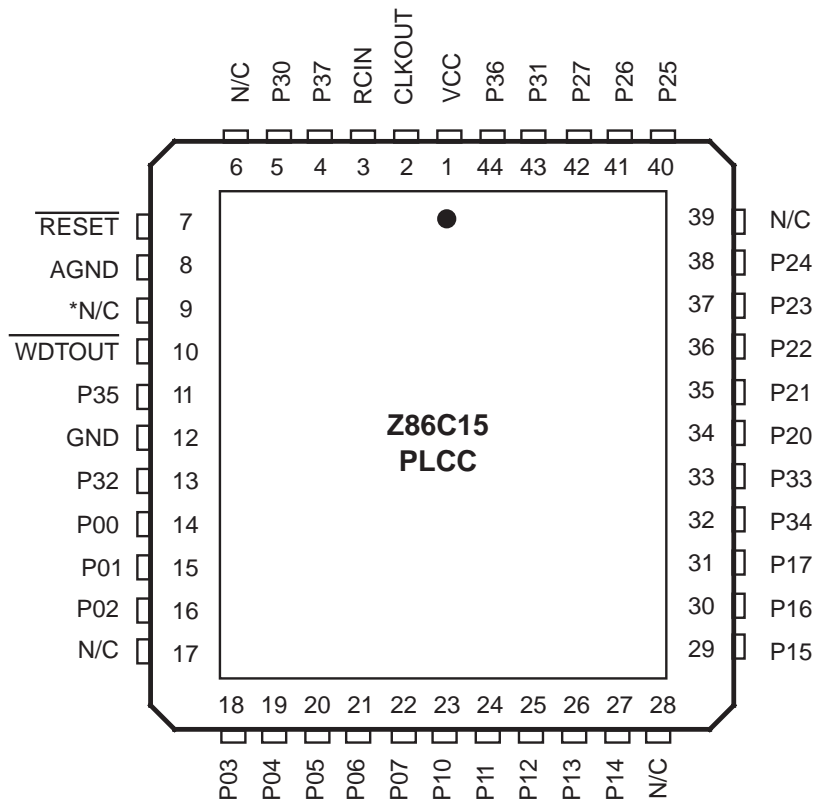 N/C P30 P37 RCIN CLKOUT VCC P36 P31 P27 P26 P25
6 5 4 3 2 1 44 43 42 41 40
RESET 7 39 N/C
AGND 8 38 P24
*N/C 9 37 P23
WDTOUT 10 36 P22
P35 11 35 P21
GND 12 34 P20
Z86C15
PLCC
P32 13 33 P33
P00 14 32 P34
P01 15 31 P17
P02 16 30 P16
N/C 17 29 P15
18 19 20 21 22 23 24 25 26 27 28
P03 P04 P05 P06 P07 P10 P11 P12 P13 P14 N/C